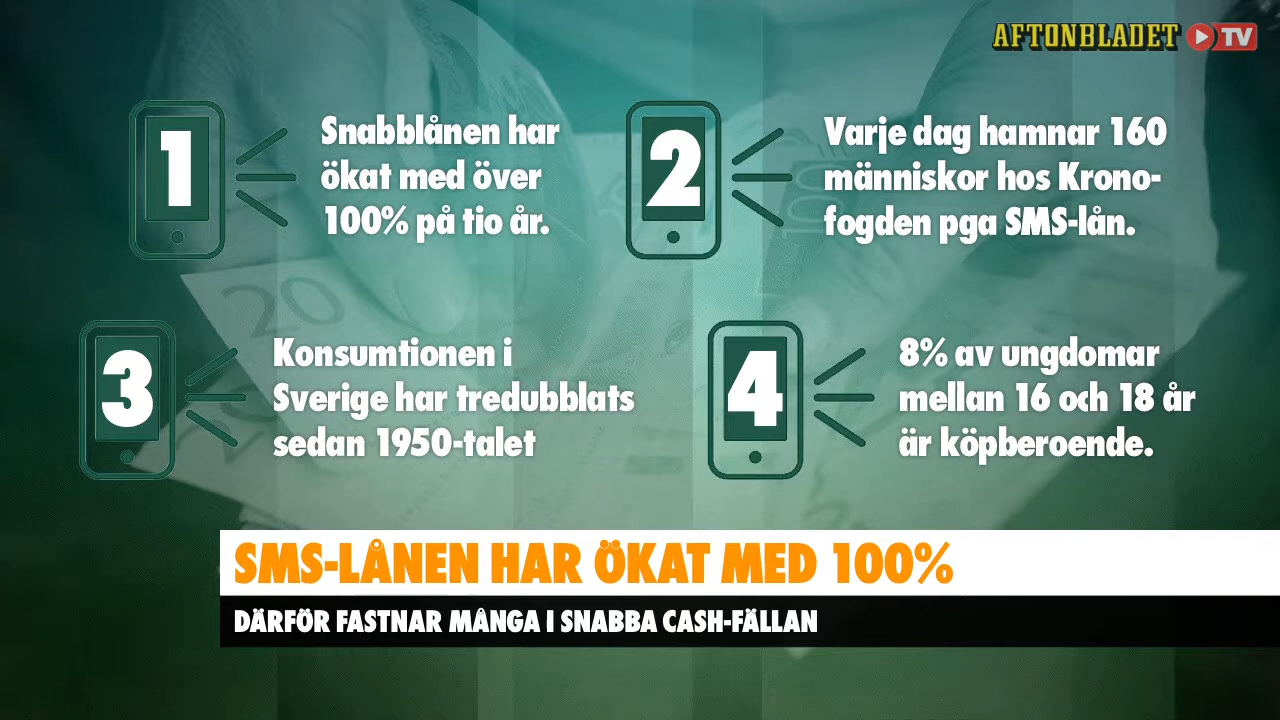 AFTONBLADET TV
1
Snabblånen har
ökat med över
100% på tio år.
2
Varje dag hamnar 160
människor hos Krono-
fogden pga SMS-lån.
3
Konsumtionen i
Sverige har tredubblats
sedan 1950-talet
4
8% av ungdomar
mellan 16 och 18 år
är köpberoende.
20
SMS-LÅNEN HAR ÖKAT MED 100%
DÄRFÖR FASTNAR MÅNGA I SNABBA CASH-FÄLLAN